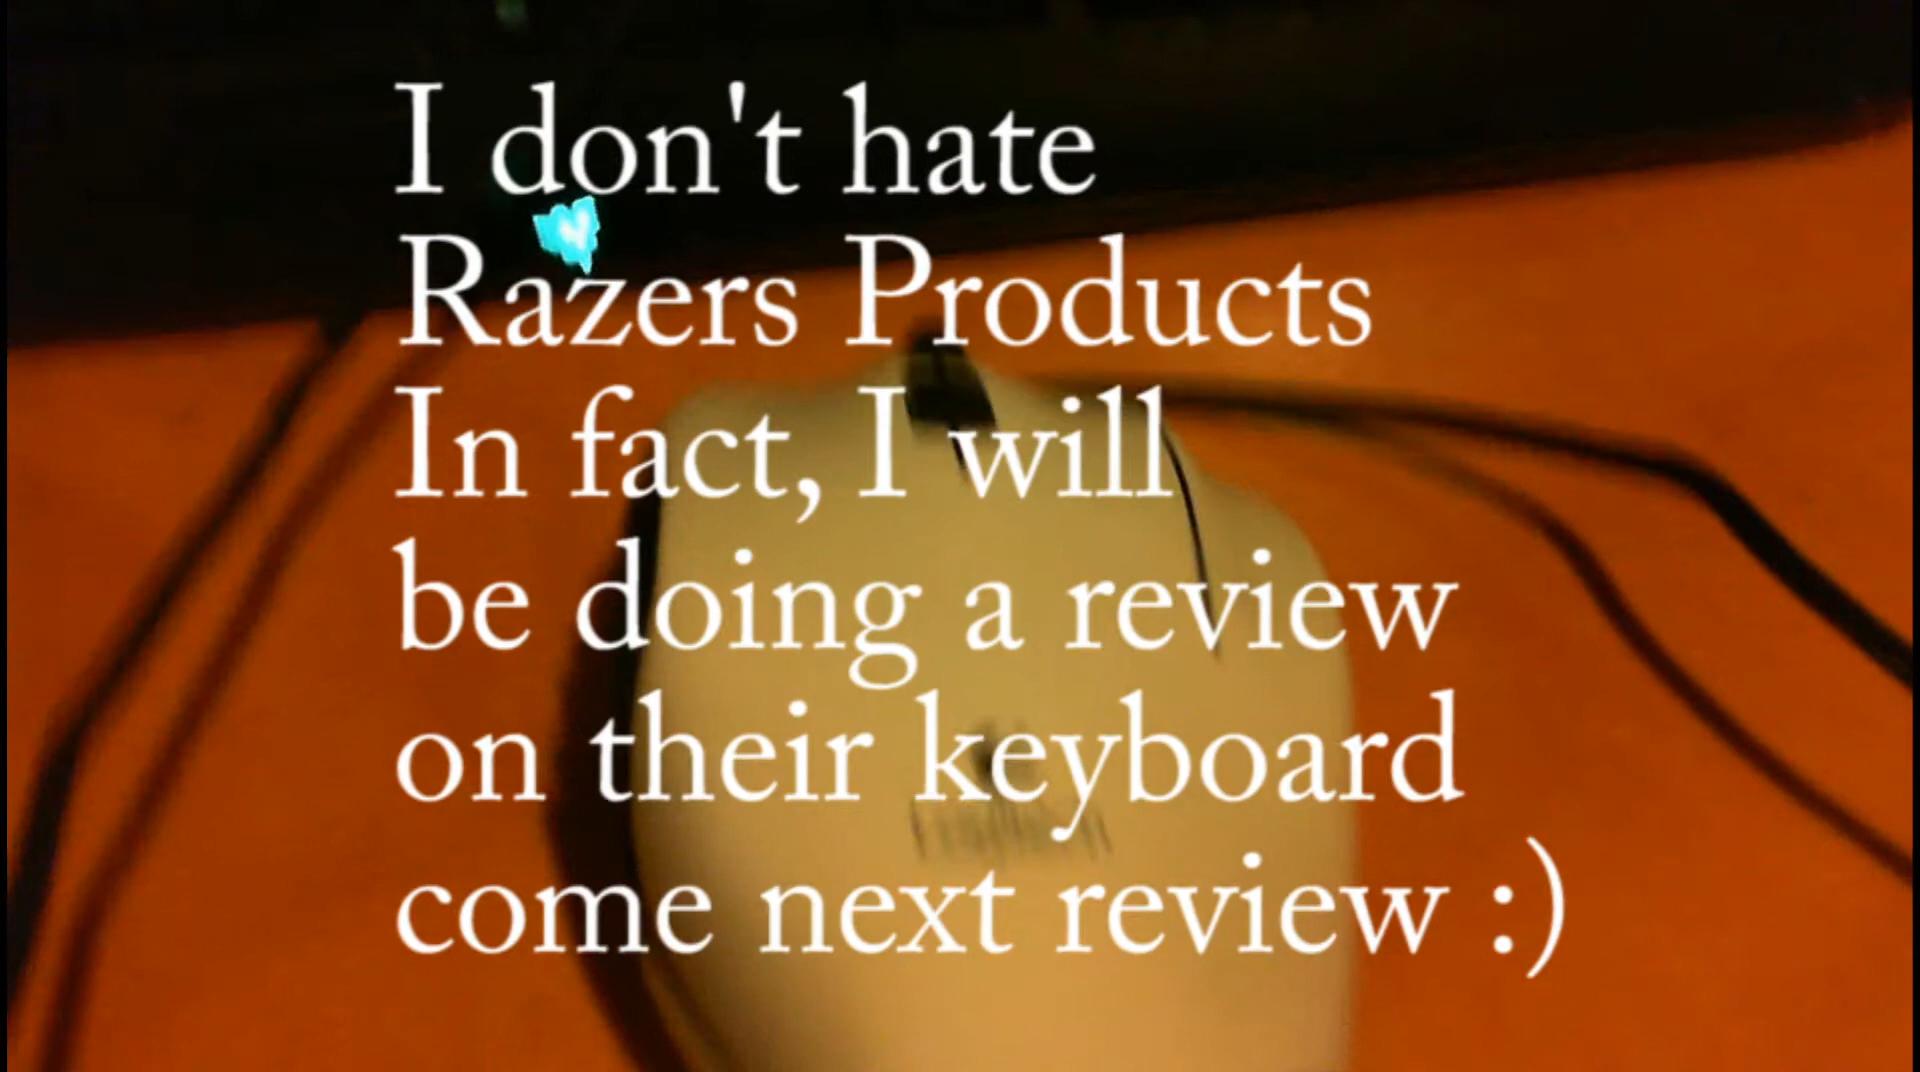 I don't hate
Razers Products
In fact, I will
be doing a review
on their keyboard
come next review :)